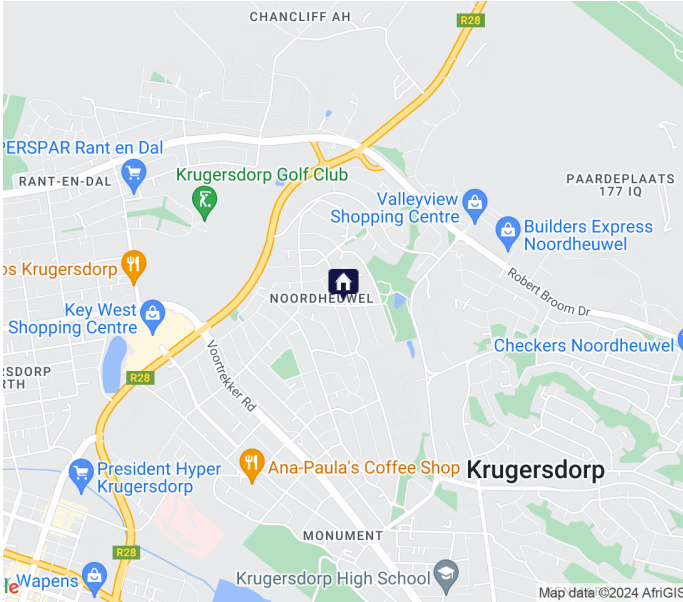 CHANCLIFF AH
R28
PERSPAR Rant en Dal
RANT-EN-DAL
Krugersdorp Golf Club
PAARDEPLAATS
177 IQ
Valleyview
Shopping Centre
Builders Express
Noordheuwel
os Krugersdorp
NOORDHEUWEL
Robert Broom Dr
Key West
Shopping Centre
Checkers Noordheuwel
RSDORP
RTH
Voortrekker Rd
R28
President Hyper
Krugersdorp
Ana-Paula's Coffee Shop
Krugersdorp
MONUMENT
R28
Wapens
Krugersdorp High School
Map data ©2024 AfriGIS